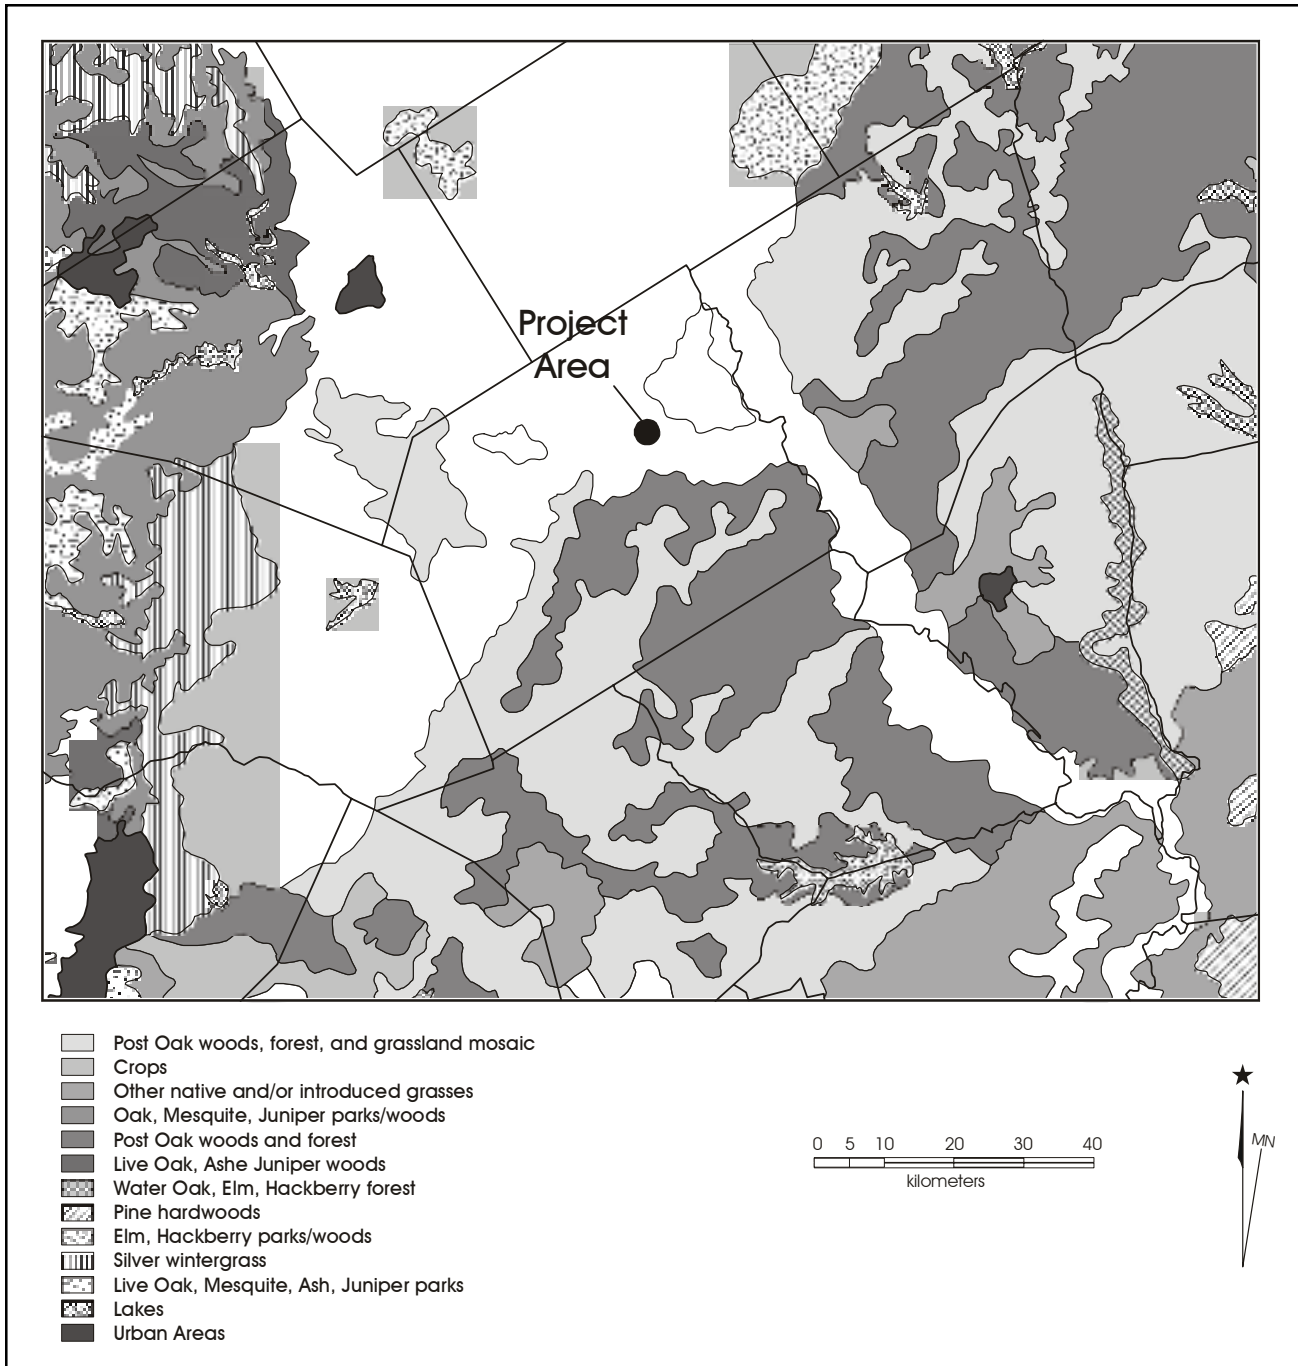 Project
Area
Post Oak woods, forest, and grassland mosaic
Crops
Other native and/or introduced grasses
Oak, Mesquite, Juniper parks/woods
Post Oak woods and forest
Live Oak, Ashe Juniper woods
Water Oak, Elm, Hackberry forest
Pine hardwoods
Elm, Hackberry parks/woods
Silver wintergrass
Live Oak, Mesquite, Ash, Juniper parks
Lakes
Urban Areas
0 5 10 20 30 40
kilometers
MN